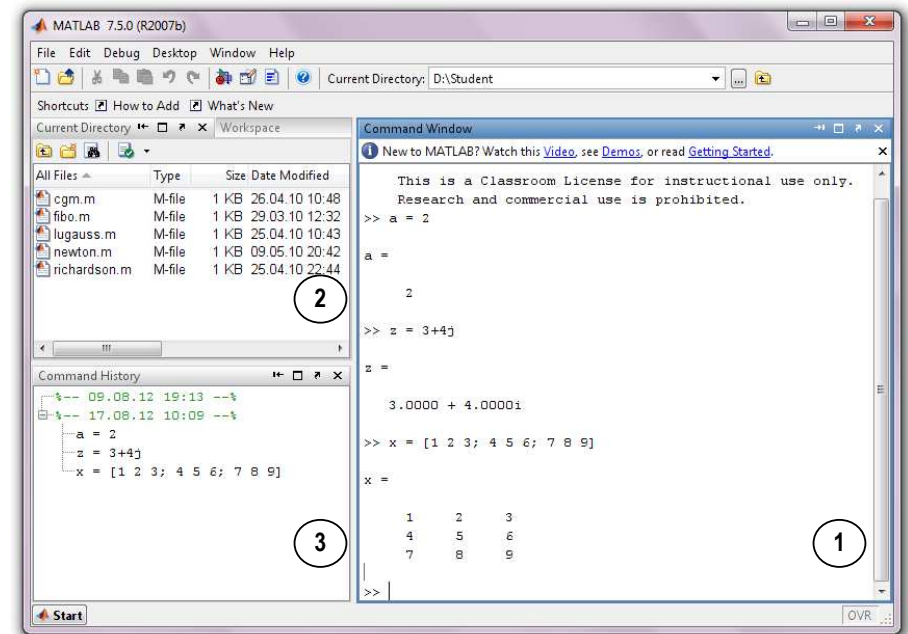 MATLAB 7.5.0 (R2007b)
File Edit Debug Desktop Window Help
Current Directory: D:\Student
Shortcuts How to Add What's New
Current Directory Workspace
All Files Type Size Date Modified
cgm.m M-file 1 KB 26.04.10 10:48
fibo.m M-file 1 KB 29.03.10 12:32
lugauss.m M-file 1 KB 25.04.10 10:43
newton.m M-file 1 KB 09.05.10 20:42
richardson.m M-file 1 KB 25.04.10 22:44
2
Command History
%-- 09.08.12 19:13 --%
%-- 17.08.12 10:09 --%
a = 2
z = 3+4j
x = [1 2 3; 4 5 6; 7 8 9]
3
Command Window
New to MATLAB? Watch this Video, see Demos, or read Getting Started.
This is a Classroom License for instructional use only.
Research and commercial use is prohibited.
>> a = 2
a =
2
>> z = 3+4j
z =
3.0000 + 4.0000i
>> x = [1 2 3; 4 5 6; 7 8 9]
x =
1 2 3
4 5 6
7 8 9
>>
1
Start
OVR